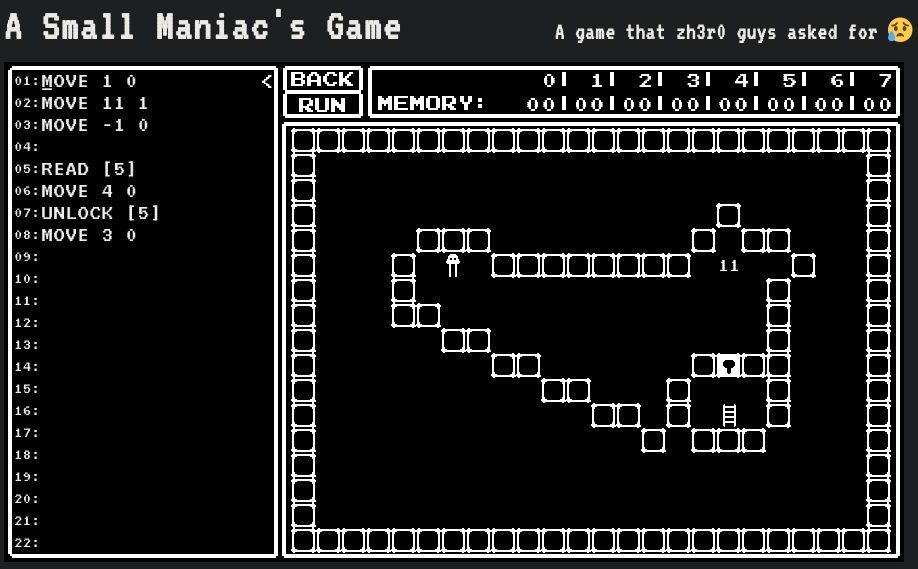 A Small Maniac's Game
A game that zh3r0 guys asked for 😥
01:MOVE 1 0 <
02:MOVE 11 1
03:MOVE -1 0
04:
05:READ [5]
06:MOVE 4 0
07:UNLOCK [5]
08:MOVE 3 0
09:
10:
11:
12:
13:
14:
15:
16:
17:
18:
19:
20:
21:
22:
BACK
RUN
0| 1| 2| 3| 4| 5| 6| 7
MEMORY: 00|00|00|00|00|00|00|00
11